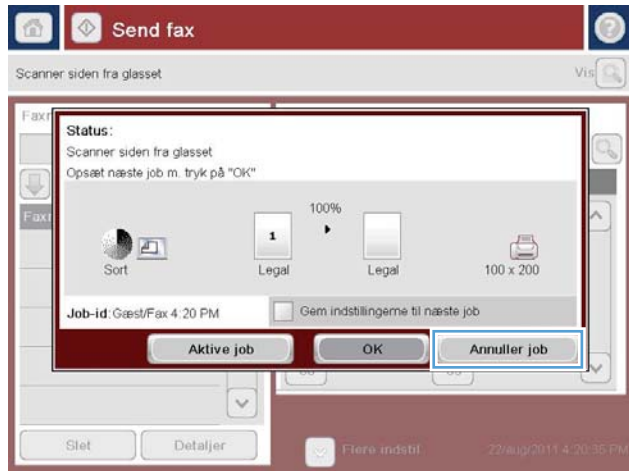 Send fax
Scanner siden fra glasset
Vis
Faxn
Status:
Scanner siden fra glasset
Opsæt næste job m. tryk på "OK"
100%
1
Sort
Legal
Legal
100 x 200
Job-id: Gæst/Fax 4:20 PM
Gem indstillingerne til næste job
Aktive job
OK
Annuller job
Slet
Detaljer
Flere indstil
22/aug/2011 4:20:35 PM